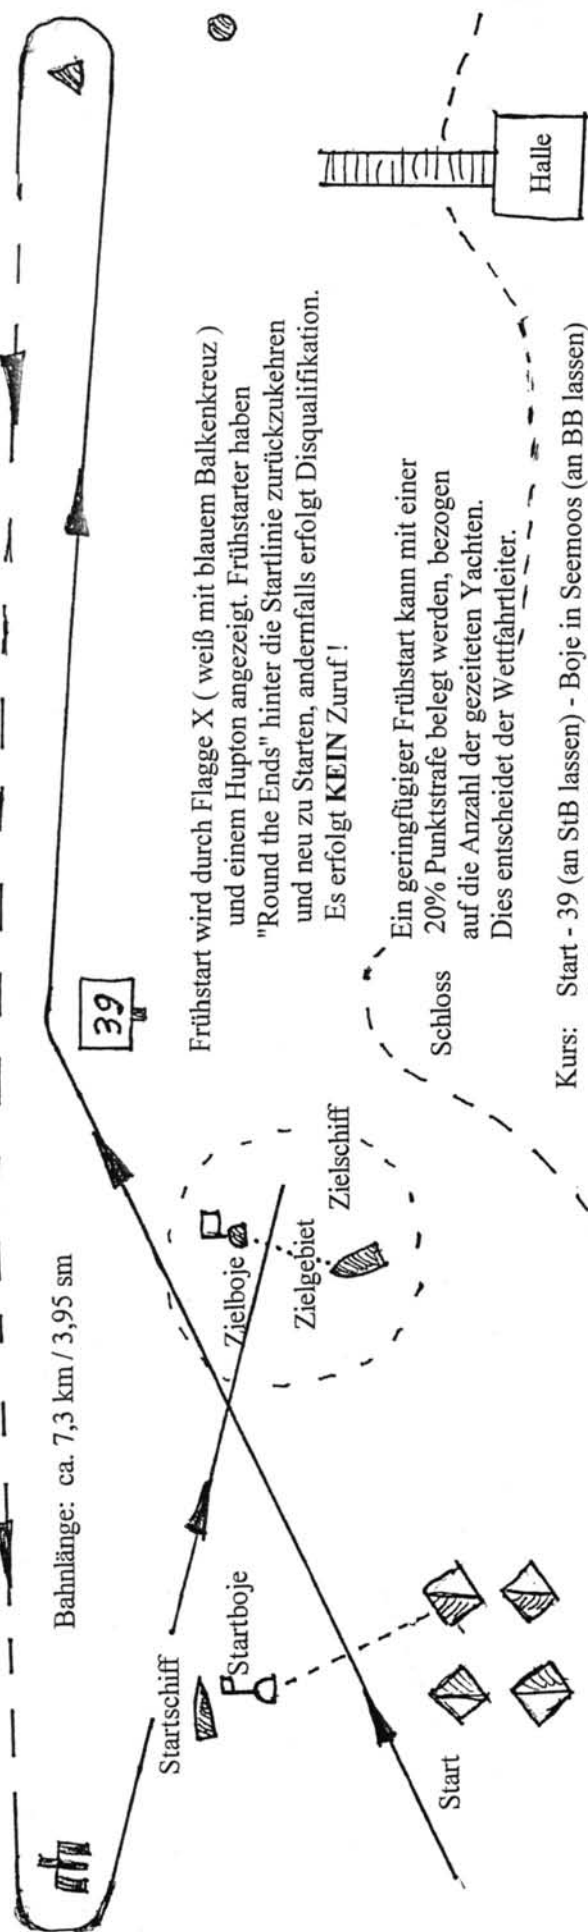 Bahnlänge: ca. 7,3 km / 3,95 sm
Startschiff
Startboje
Start
Zielboje
Zielgebiet
Zielschiff
39
Frühstart wird durch Flagge X ( weiß mit blauem Balkenkreuz )
und einem Hupton angezeigt. Frühstarter haben
"Round the Ends" hinter die Startlinie zurückzukehren
und neu zu Starten, andernfalls erfolgt Disqualifikation.
Es erfolgt KEIN Zuruf !
Schloss
Ein geringfügiger Frühstart kann mit einer
20% Punktstrafe belegt werden, bezogen
auf die Anzahl der gezeiteten Yachten.
Dies entscheidet der Wettfahrtleiter.
Halle
Kurs: Start - 39 (an StB lassen) - Boje in Seemoos (an BB lassen)